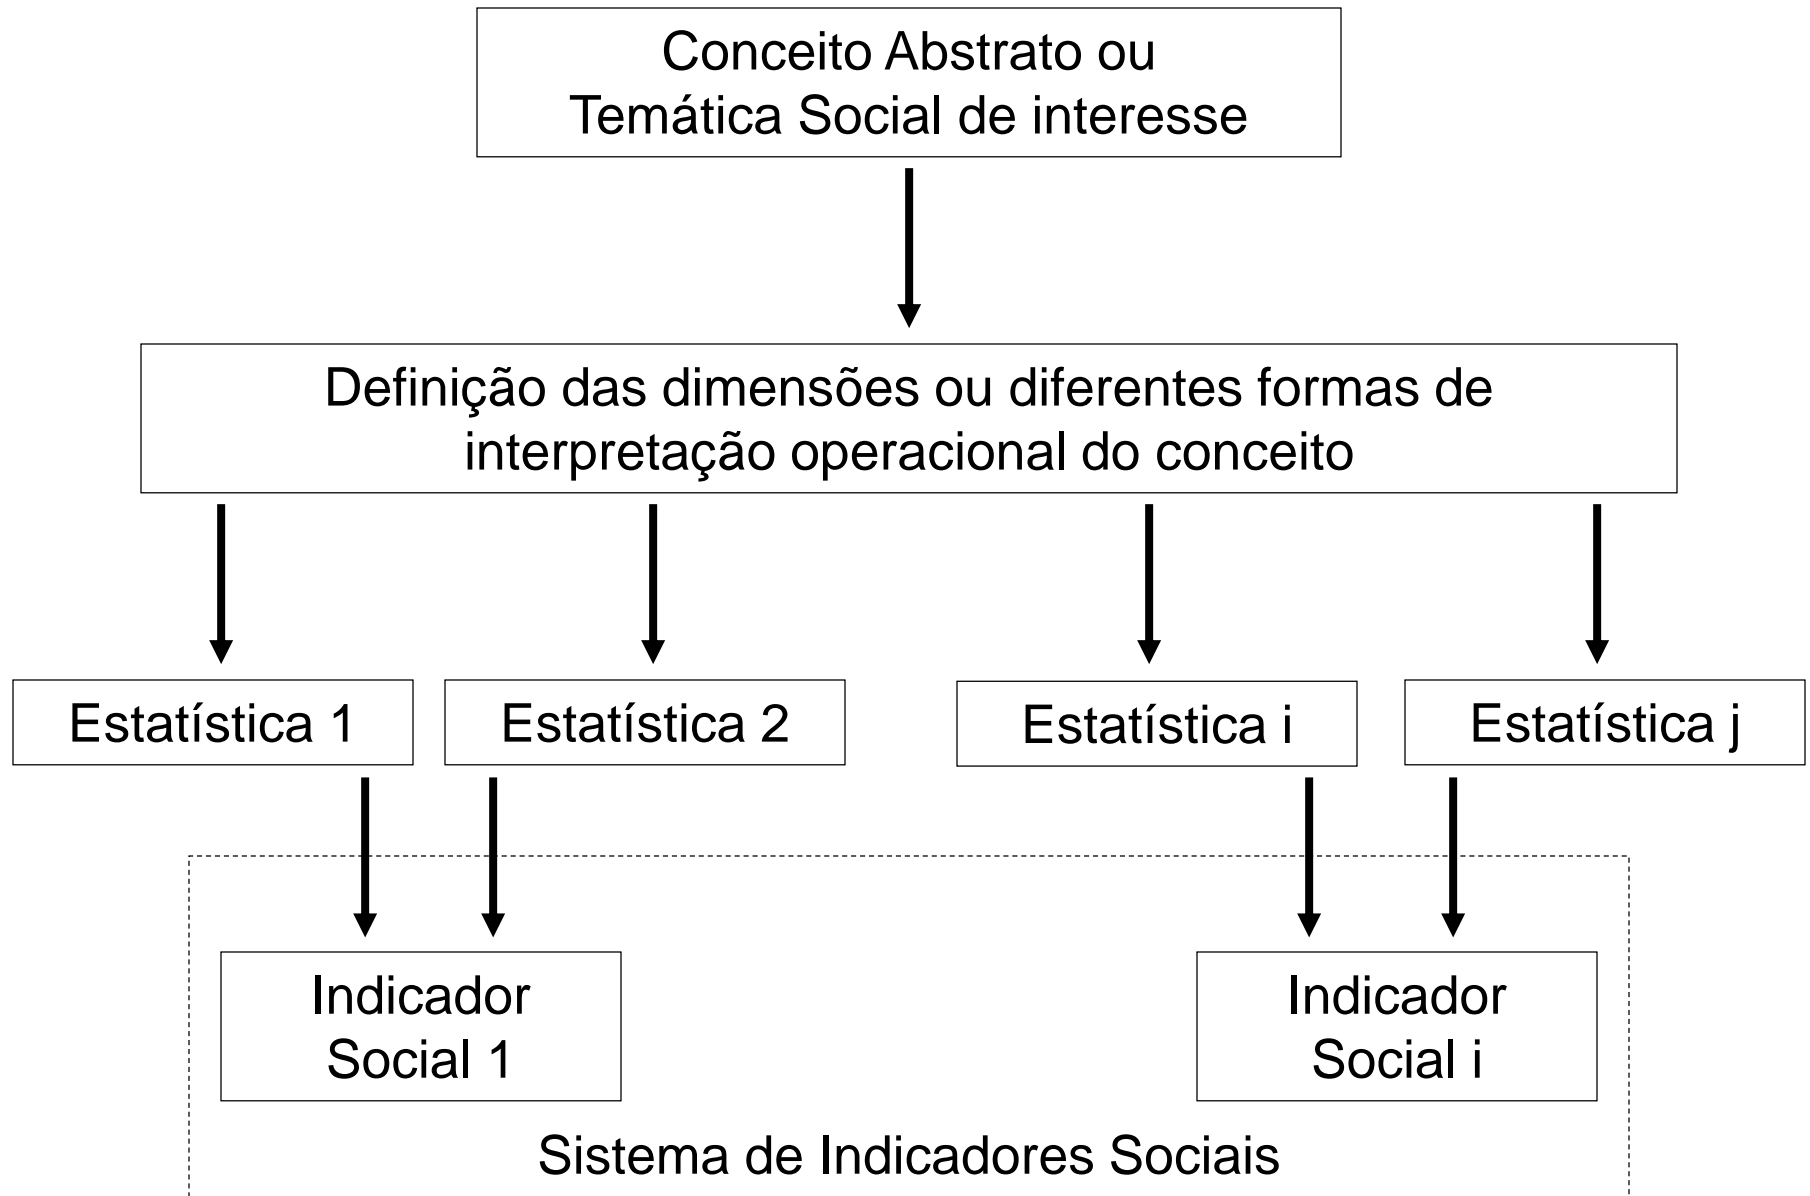 Conceito Abstrato ou
Temática Social de interesse
Definição das dimensões ou diferentes formas de
interpretação operacional do conceito
Estatística 1
Estatística 2
Estatística i
Estatística j
Indicador
Social 1
Indicador
Social i
Sistema de Indicadores Sociais